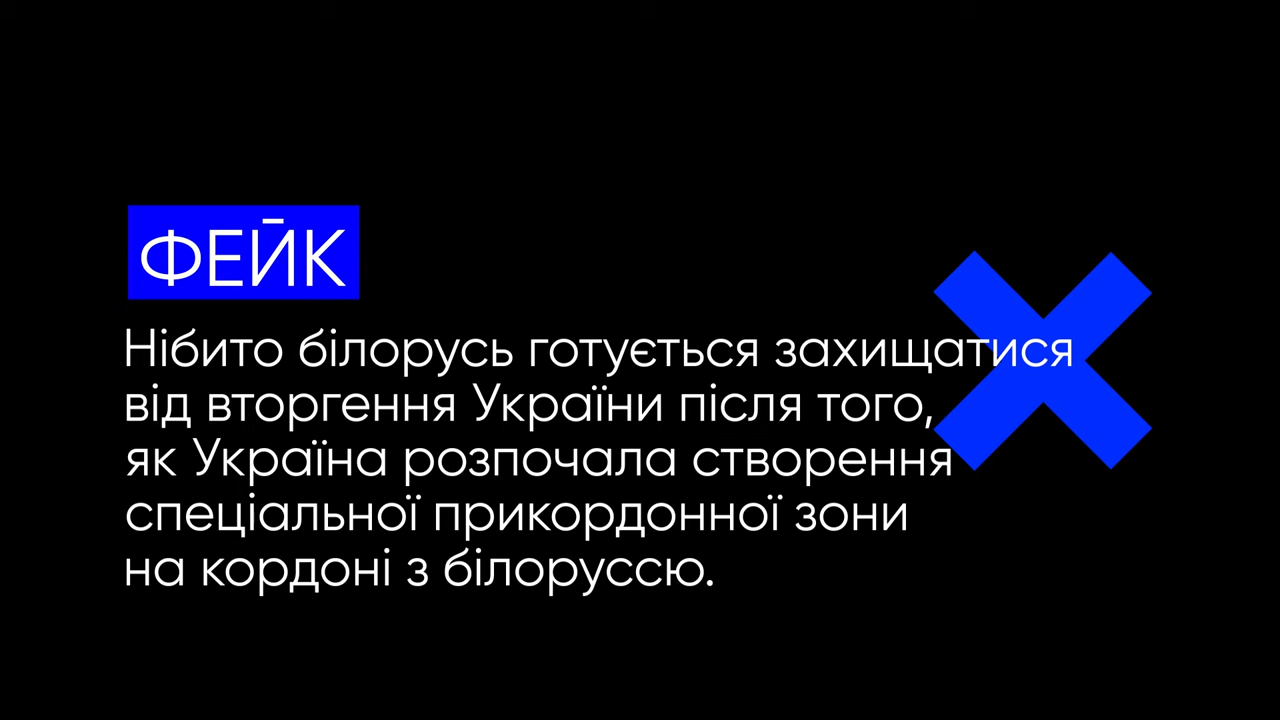 ФЕЙК
Нібито білорусь готується захищатися
від вторгення України після того,
як Україна розпочала створення
спеціальної прикордонної зони
на кордоні з білоруссю.